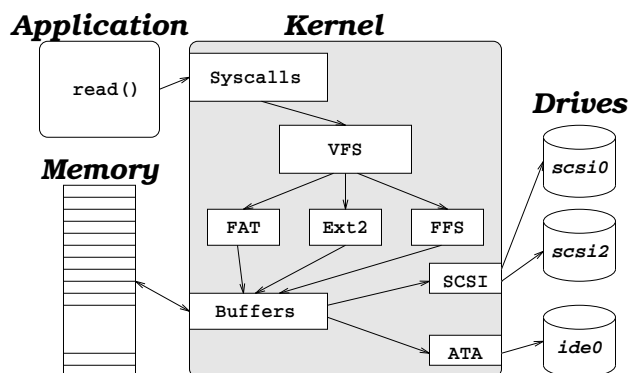 Application
Kernel
read()
Syscalls
Drives
VFS
scsi0
Memory
FAT
Ext2
FFS
scsi2
SCSI
Buffers
ATA
ide0